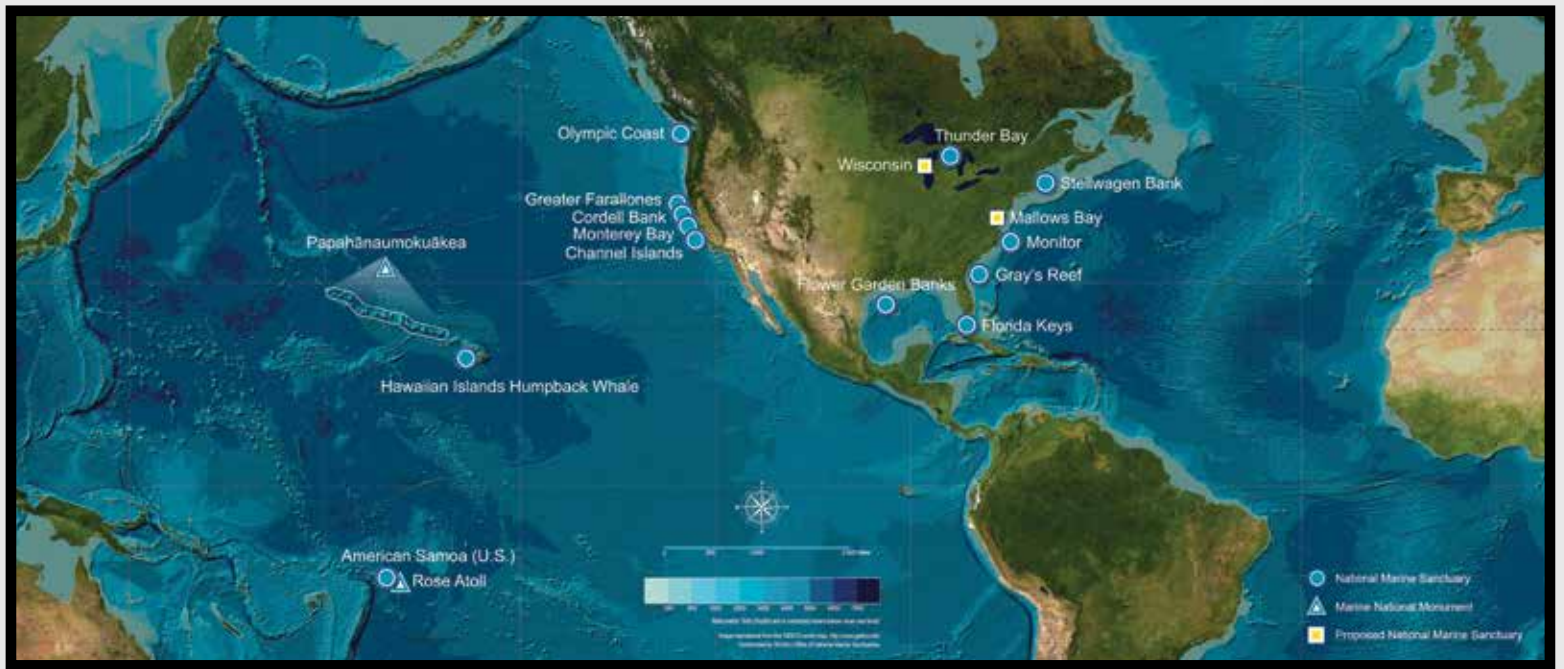 Olympic Coast
Thunder Bay
Wisconsin
Stellwagen Bank
Greater Farallones
Cordell Bank
Mallows Bay
Monterey Bay
Monitor
Papahānaumokuākea
Channel Islands
Gray's Reef
Flower Garden Banks
Florida Keys
Hawaiian Islands Humpback Whale
American Samoa (U.S.)
Rose Atoll
National Marine Sanctuary
Marine National Monument
Proposed National Marine Sanctuary